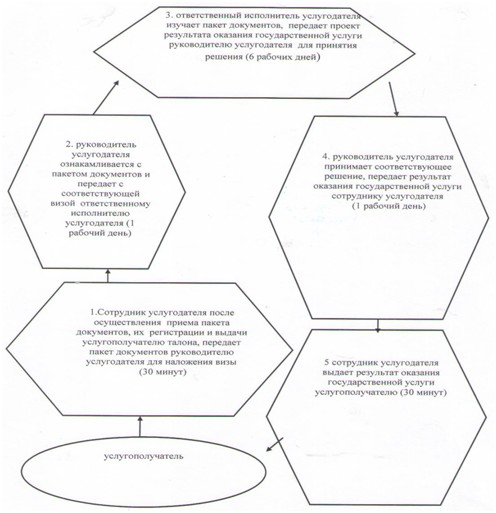 3. ответственный исполнитель услугодателя
изучает пакет документов, передает проект
результата оказания государственной услуги
руководителю услугодателя для принятия
решения (6 рабочих дней)
2. руководитель
услугодателя
ознакамливается с
пакетом документов и
передает с
соответствующей
визой ответственному
исполнителю
услугодателя (1
рабочий день)
4. руководитель услугодателя
принимает соответствующее
решение, передает результат
оказания государственной услуги
сотруднику услугодателя
(1 рабочий день)
1.Сотрудник услугодателя после
осуществления приема пакета
документов, их регистрации и выдачи
услугополучателю талона, передает
пакет документов руководителю
услугодателя для наложения визы
(30 минут)
5 сотрудник услугодателя
выдает результат оказания
государственной услуги
услугополучателю (30 минут)
услугополучатель